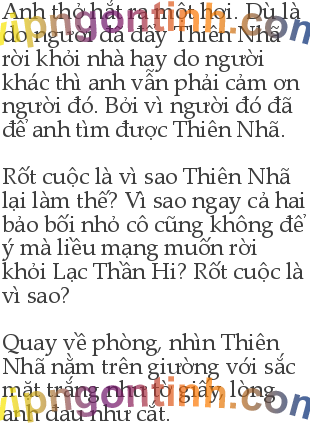 Anh thở hắt ra một hơi. Dù là
do người đã đẩy Thiên Nhã
rời khỏi nhà hay do người
khác thì anh vẫn phải cảm ơn
người đó. Bởi vì người đó đã
để anh tìm được Thiên Nhã.
Rốt cuộc là vì sao Thiên Nhã
lại làm thế? Vì sao ngay cả hai
bảo bối nhỏ cô cũng không để
ý mà liều mạng muốn rời
khỏi Lạc Thần Hi? Rốt cuộc là
vì sao?
Quay về phòng, nhìn Thiên
Nhã nằm trên giường với sắc
mặt trắng như tờ giấy, lòng
anh đau như cắt.
vipngontinh.com
vipngontinh.com